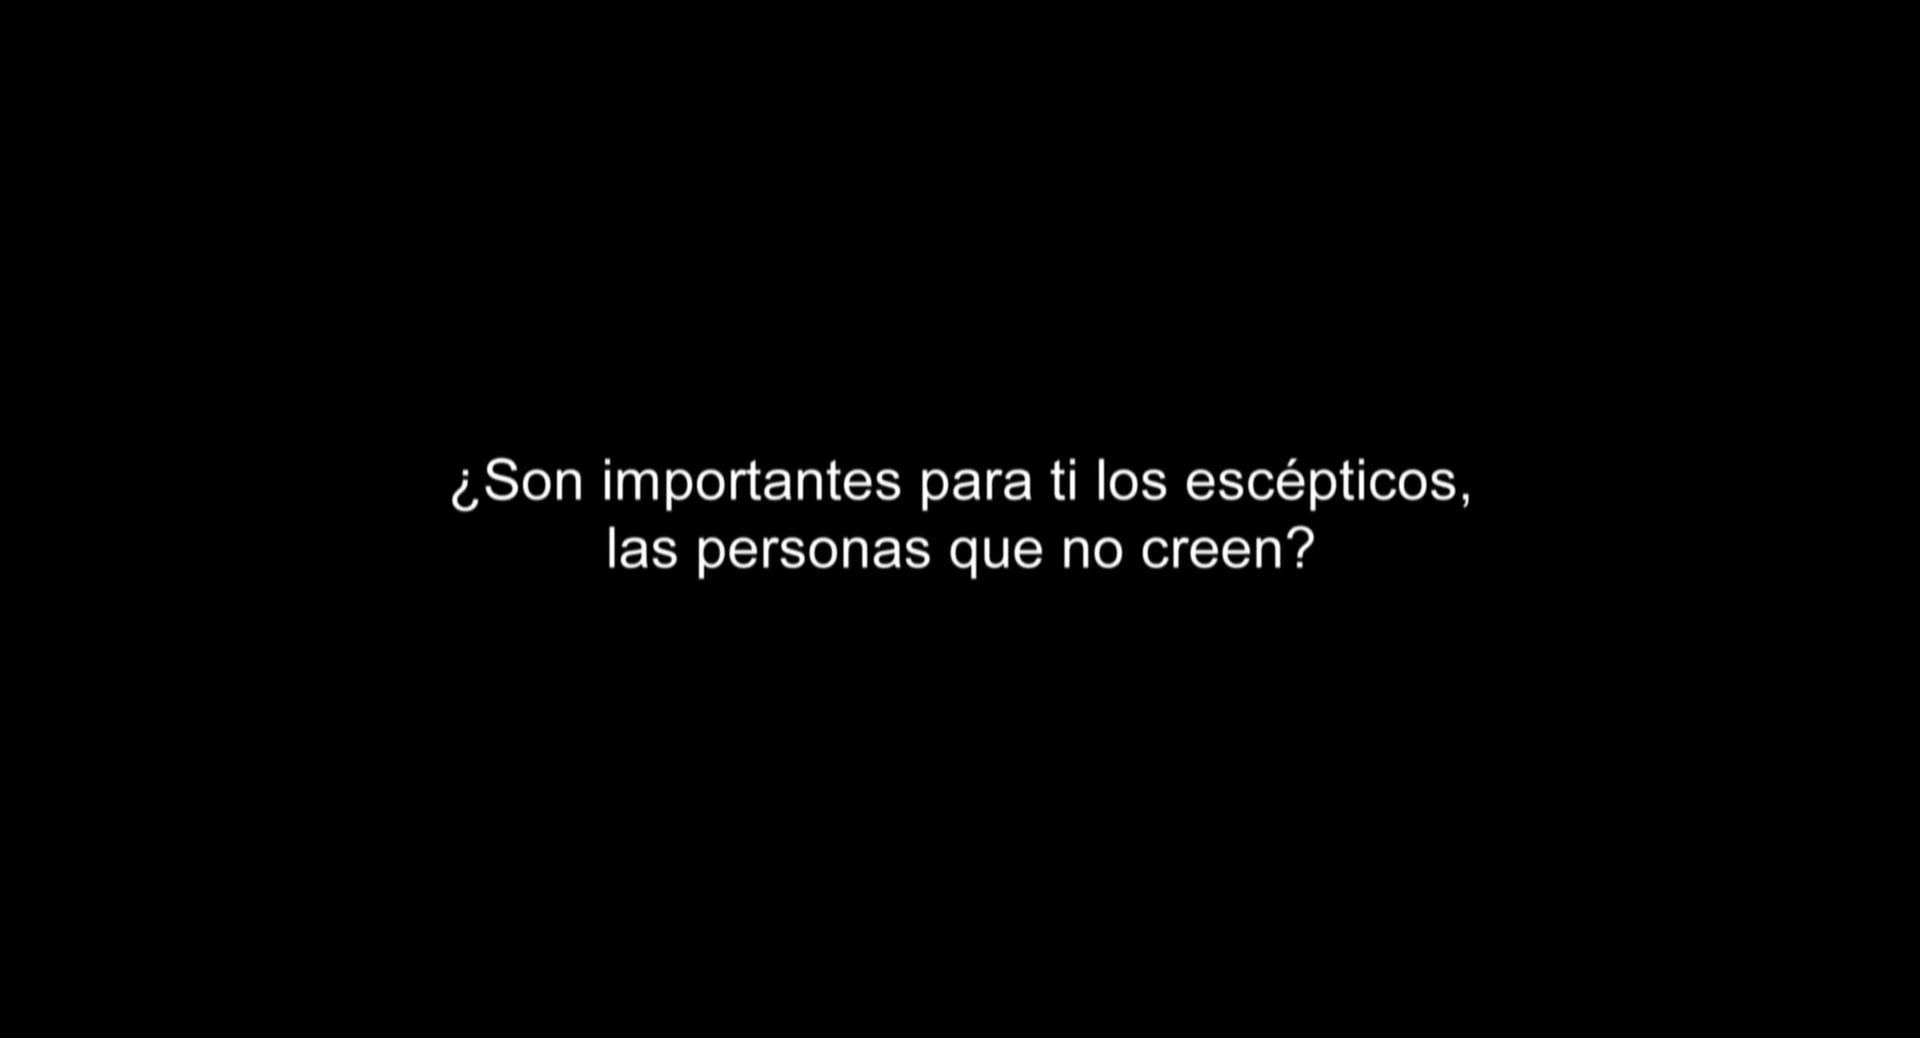 ¿Son importantes para ti los escépticos,
las personas que no creen?